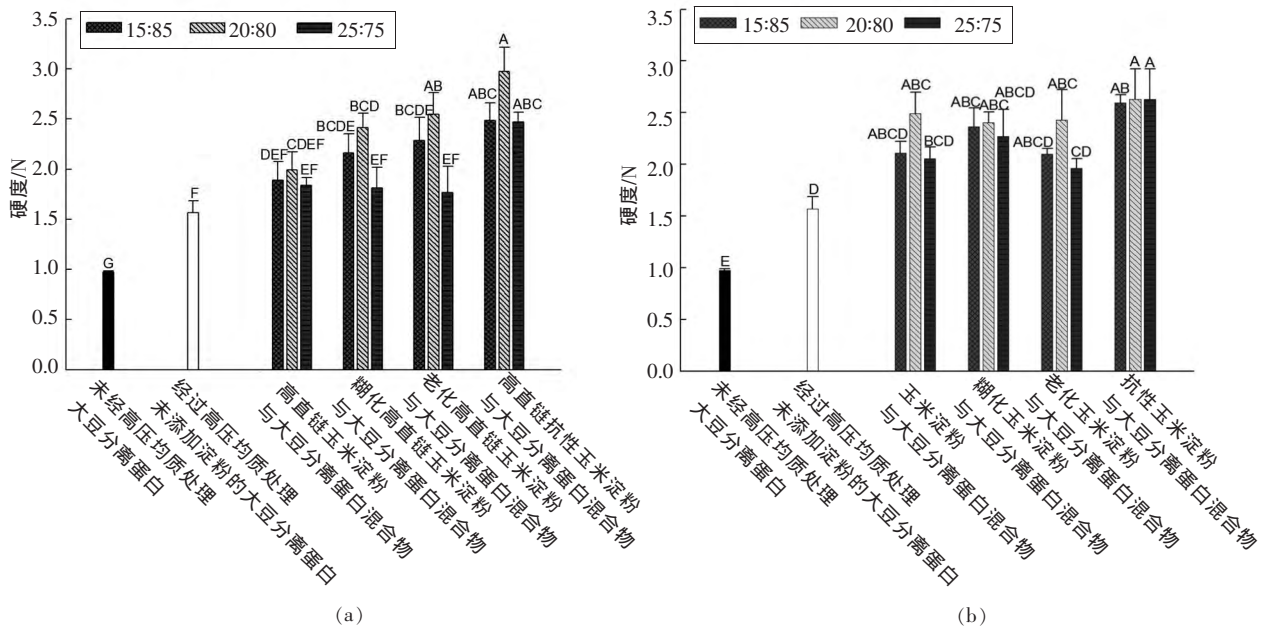 3.5
3.0
2.5
2.0
1.5
1.0
0.5
0.0
硬度/N
15:85
20:80
25:75
G
F
DEF
CDEF
EF
BCDE
BCD
EF
BCDE
AB
EF
ABC
A
ABC
未经高压均质处理
大豆分离蛋白
经过高压均质处理
未添加淀粉的大豆分离蛋白
高直链玉米淀粉
与大豆分离蛋白混合物
糊化高直链玉米淀粉
与大豆分离蛋白混合物
老化高直链玉米淀粉
与大豆分离蛋白混合物
高直链抗性玉米淀粉
与大豆分离蛋白混合物
(a)
3.5
3.0
2.5
2.0
1.5
1.0
0.5
0.0
硬度/N
15:85
20:80
25:75
E
D
ABCD
ABC
BCD
ABC
ABC
ABCD
ABCD
ABC
CD
AB
A
A
未经高压均质处理
大豆分离蛋白
经过高压均质处理
未添加淀粉的大豆分离蛋白
玉米淀粉
与大豆分离蛋白混合物
糊化玉米淀粉
与大豆分离蛋白混合物
老化玉米淀粉
与大豆分离蛋白混合物
抗性玉米淀粉
与大豆分离蛋白混合物
(b)